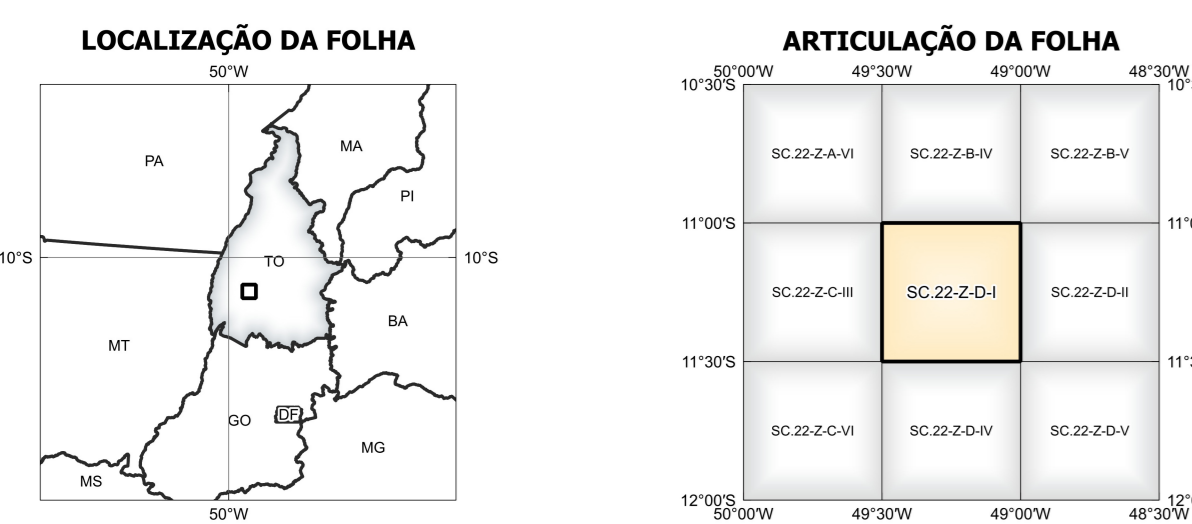 LOCALIZAÇÃO DA FOLHA
50°W
PA
MA
PI
10°S
10°S
TO
BA
MT
GO
DF
MG
MS
50°W
ARTICULAÇÃO DA FOLHA
50°00'W 49°30'W 49°00'W 48°30'W
10°30'S
SC.22-Z-A-VI SC.22-Z-B-IV SC.22-Z-B-V
11°00'S
SC.22-Z-C-III SC.22-Z-D-I SC.22-Z-D-II
11°30'S
SC.22-Z-C-VI SC.22-Z-D-IV SC.22-Z-D-V
12°00'S
50°00'W 49°30'W 49°00'W 48°30'W